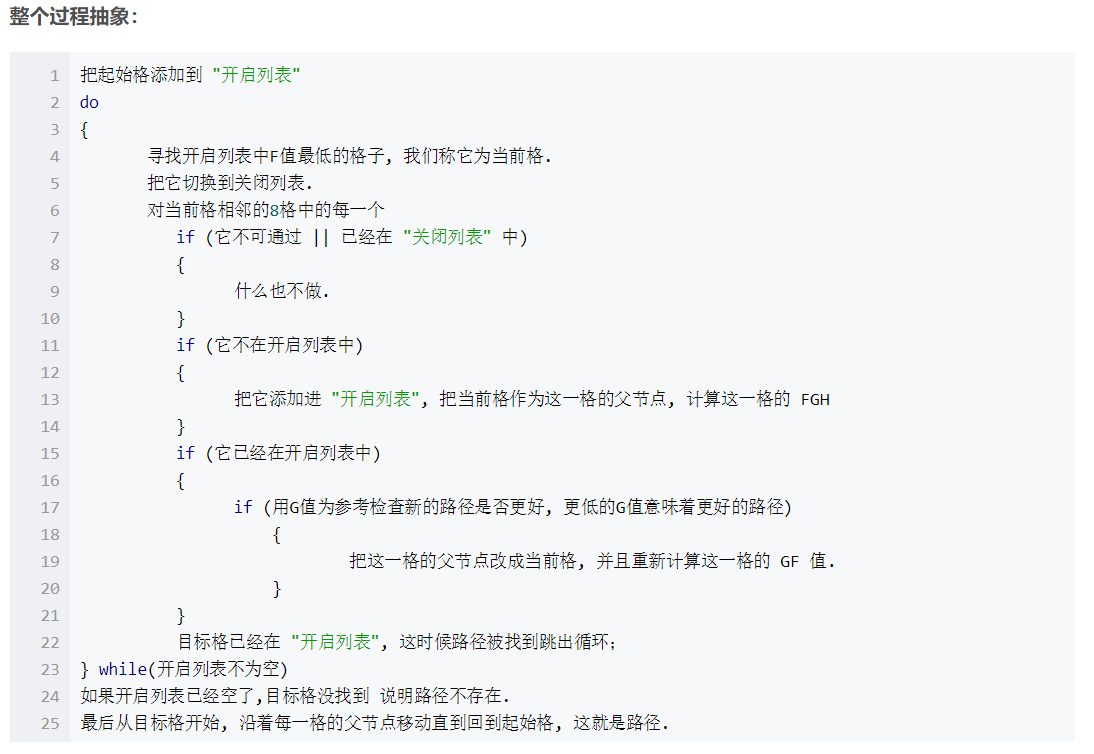 整个过程抽象：
1 把起始格添加到 "开启列表"
2 do
3 {
4 寻找开启列表中F值最低的格子, 我们称它为当前格.
5 把它切换到关闭列表.
6 对当前格相邻的8格中的每一个
7 if (它不可通过 || 已经在 "关闭列表" 中)
8 {
9 什么也不做.
10 }
11 if (它不在开启列表中)
12 {
13 把它添加进 "开启列表", 把当前格作为这一格的父节点, 计算这一格的 FGH
14 }
15 if (它已经在开启列表中)
16 {
17 if (用G值为参考检查新的路径是否更好, 更低的G值意味着更好的路径)
18 {
19 把这一格的父节点改成当前格, 并且重新计算这一格的 GF 值.
20 }
21 }
22 目标格已经在 "开启列表", 这时候路径被找到跳出循环;
23 } while(开启列表不为空)
24 如果开启列表已经空了,目标格没找到 说明路径不存在.
25 最后从目标格开始, 沿着每一格的父节点移动直到回到起始格, 这就是路径.